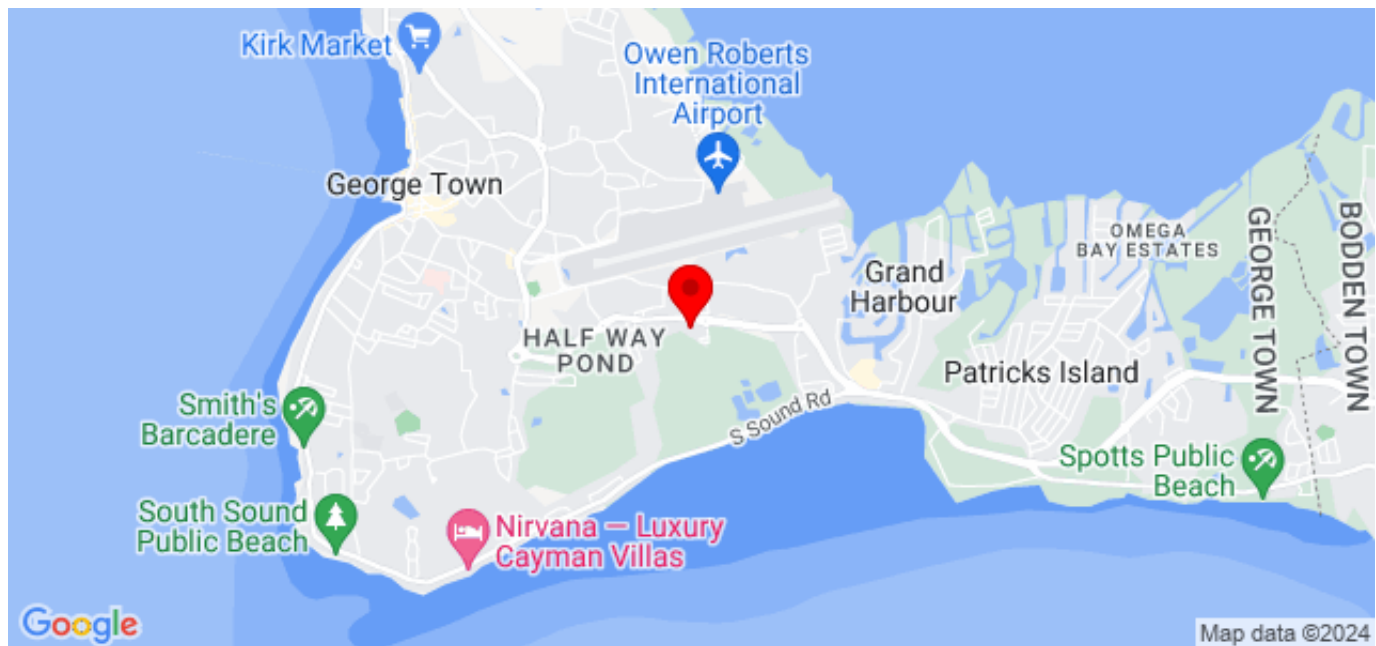 Kirk Market
Owen Roberts
International
Airport
George Town
OMEGA
BAY ESTATES
GEORGE TOWN
BODDEN TOWN
Grand
Harbour
HALF WAY
POND
Patricks Island
Smith's
Barcadere
S Sound Rd
Spotts Public
Beach
South Sound
Public Beach
Nirvana — Luxury
Cayman Villas
Google
Map data ©2024